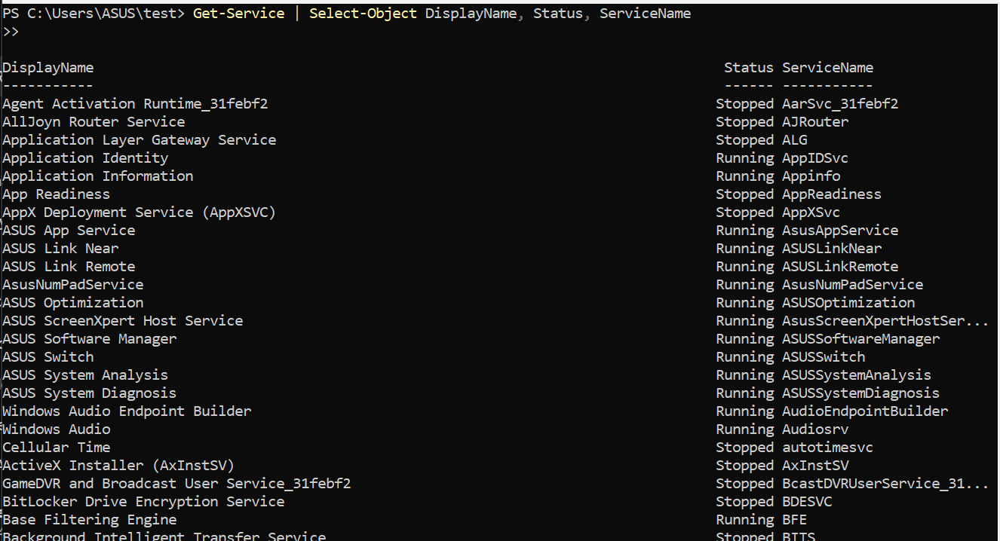 PS C:\Users\ASUS\test> Get-Service | Select-Object DisplayName, Status, ServiceName
>>
DisplayName Status ServiceName
----------- ------ -----------
Agent Activation Runtime_31febf2 Stopped AarSvc_31febf2
AllJoyn Router Service Stopped AJRouter
Application Layer Gateway Service Stopped ALG
Application Identity Running AppIDSvc
Application Information Running Appinfo
App Readiness Stopped AppReadiness
AppX Deployment Service (AppXSVC) Stopped AppXSvc
ASUS App Service Running AsusAppService
ASUS Link Near Running ASUSLinkNear
ASUS Link Remote Running ASUSLinkRemote
AsusNumPadService Running AsusNumPadService
ASUS Optimization Running ASUSOptimization
ASUS ScreenXpert Host Service Running AsusScreenXpertHostSer...
ASUS Software Manager Running ASUSSoftwareManager
ASUS Switch Running ASUSSwitch
ASUS System Analysis Running ASUSSystemAnalysis
ASUS System Diagnosis Running ASUSSystemDiagnosis
Windows Audio Endpoint Builder Running AudioEndpointBuilder
Windows Audio Running Audiosrv
Cellular Time Stopped autotimesvc
ActiveX Installer (AxInstSV) Stopped AxInstSV
GameDVR and Broadcast User Service_31febf2 Stopped BcastDVRUserService_31...
BitLocker Drive Encryption Service Stopped BDESVC
Base Filtering Engine Running BFE
Background Intelligent Transfer Service Stopped BITS